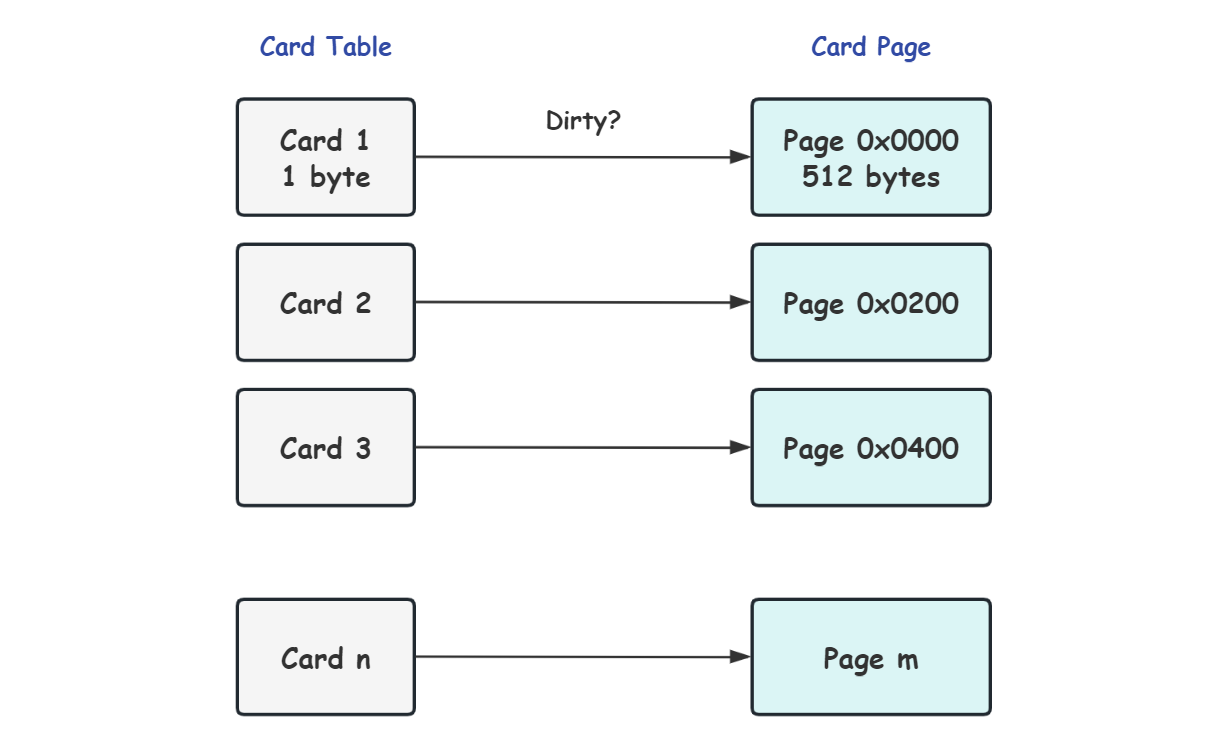 Card Table
Card Page
Card 1
1 byte
Dirty?
Page 0x0000
512 bytes
Card 2
Page 0x0200
Card 3
Page 0x0400
Card n
Page m